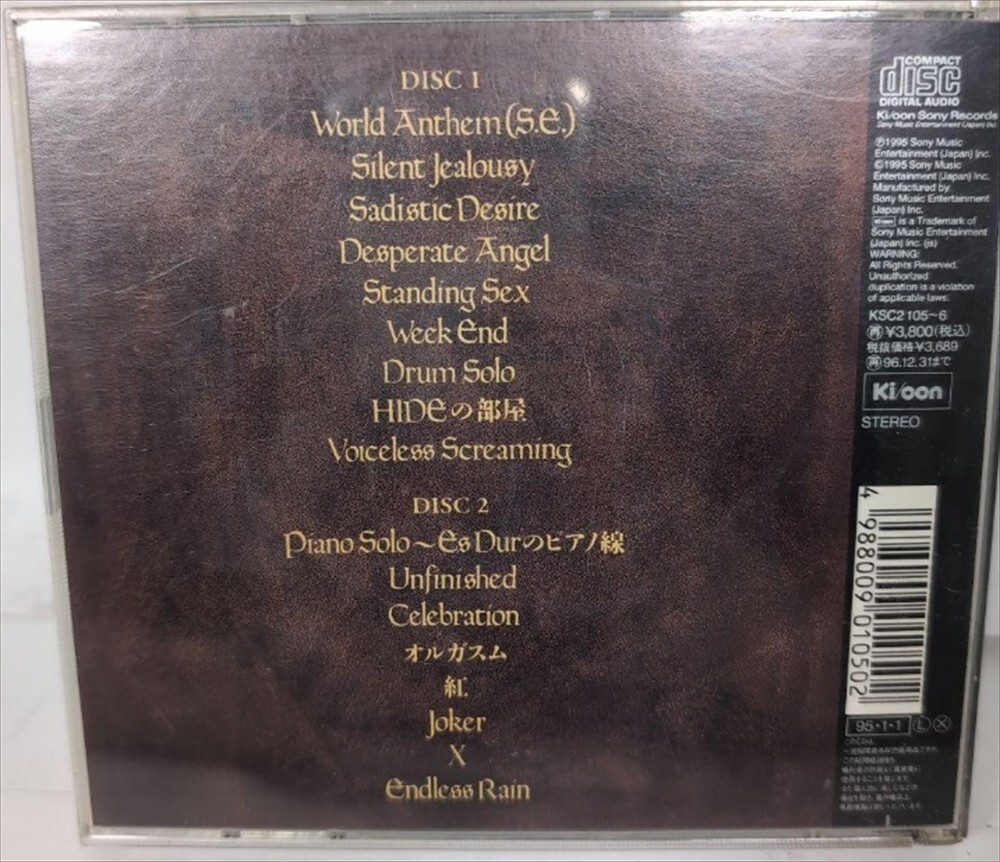 DISC 1
World Anthem (S.E.)
Silent Jealousy
Sadistic Desire
Desperate Angel
Standing Sex
Week End
Drum Solo
HIDEの部屋
Voiceless Screaming
DISC 2
Piano Solo～Es Durのピアノ線
Unfinished
Celebration
オルガスム
紅
Joker
X
Endless Rain
COMPACT
disc
DIGITAL AUDIO
Ki/oon Sony Records
Sony Music Entertainment (Japan) Inc.
Ⓟ1995 Sony Music
Entertainment (Japan) Inc.
©1995 Sony Music
Entertainment (Japan) Inc.
Manufactured by
Sony Music Entertainment
(Japan) Inc.
Ki/oon is a Trademark of
Sony Music Entertainment
(Japan) Inc. (js)
WARNING:
All Rights Reserved.
Unauthorized
duplication is a violation
of applicable laws.
KSC2 105~6
㊞¥3,800(税込)
税抜価格¥3,689
96.12.31まで
Ki/oon
STEREO
4 988009 010502
95・1・1 Ⓛ Ⓧ